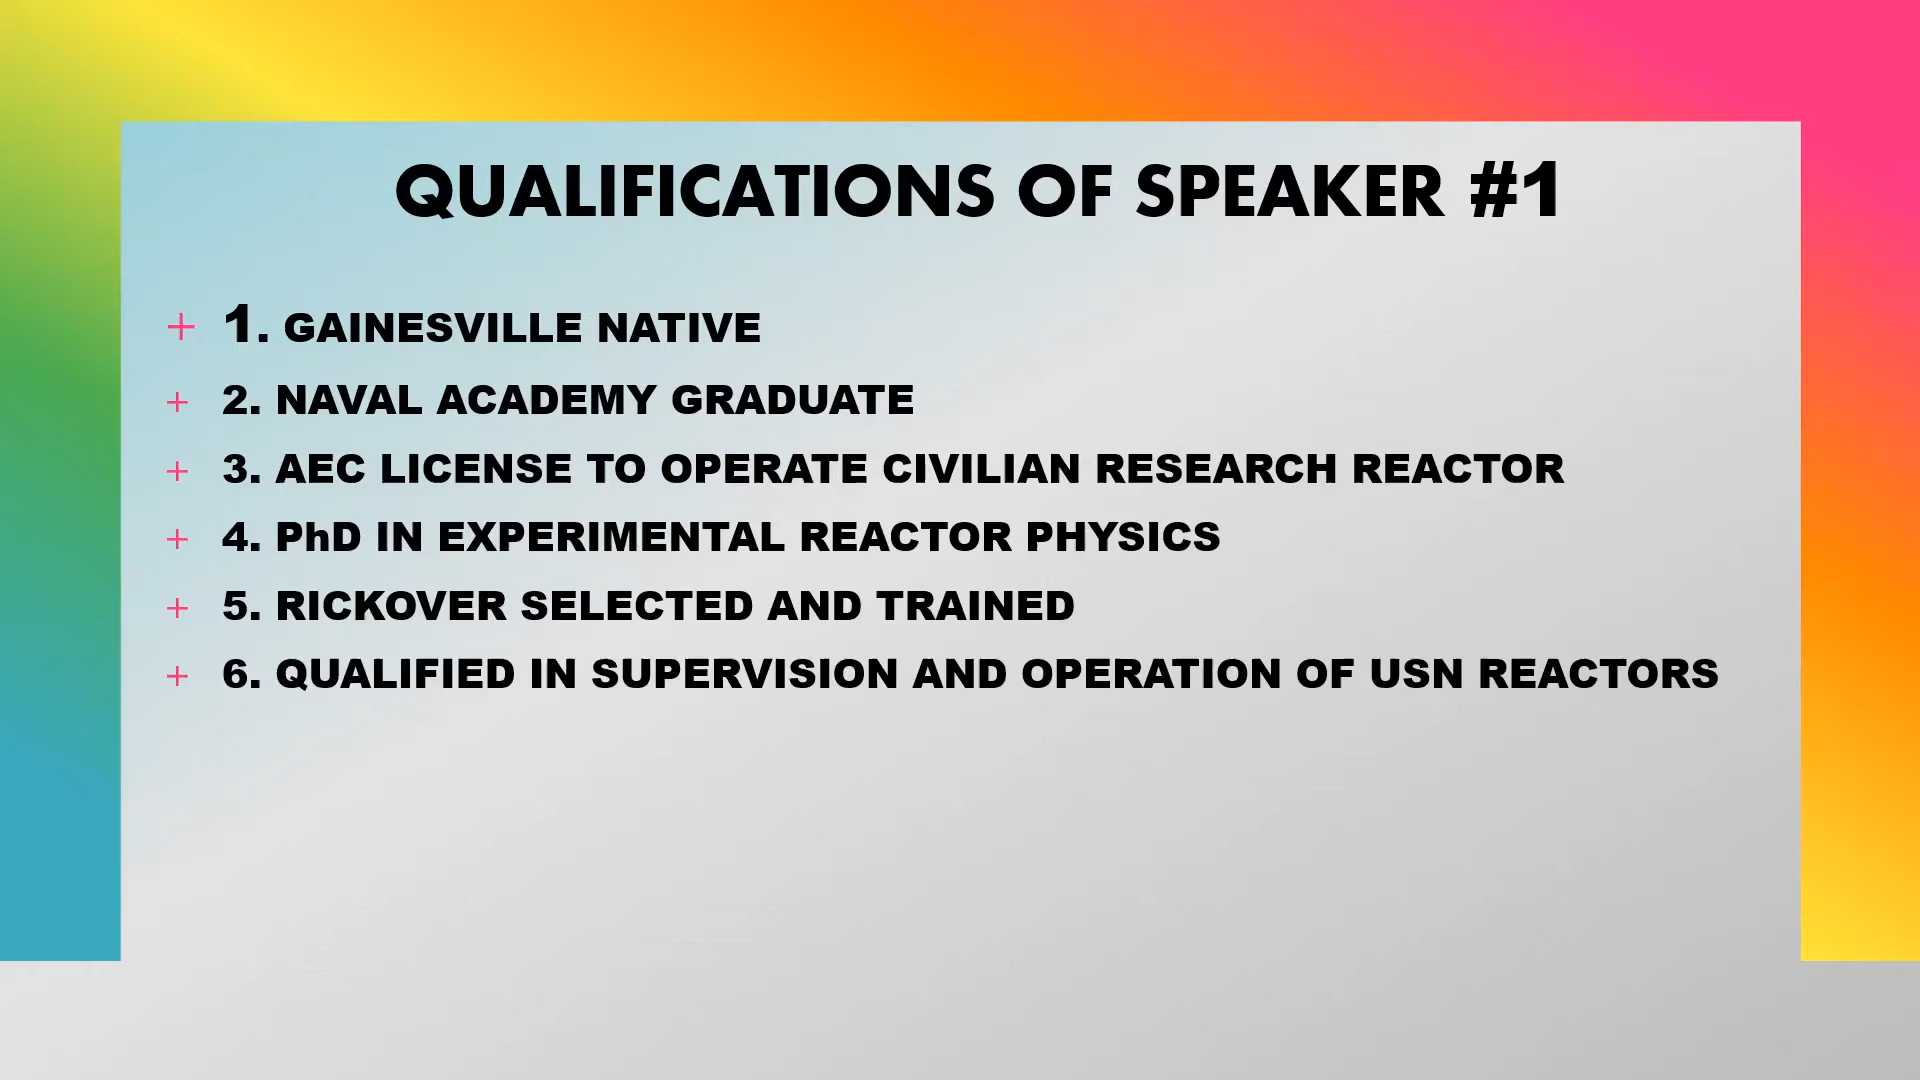 QUALIFICATIONS OF SPEAKER #1
+ 1. GAINESVILLE NATIVE
+ 2. NAVAL ACADEMY GRADUATE
+ 3. AEC LICENSE TO OPERATE CIVILIAN RESEARCH REACTOR
+ 4. PhD IN EXPERIMENTAL REACTOR PHYSICS
+ 5. RICKOVER SELECTED AND TRAINED
+ 6. QUALIFIED IN SUPERVISION AND OPERATION OF USN REACTORS